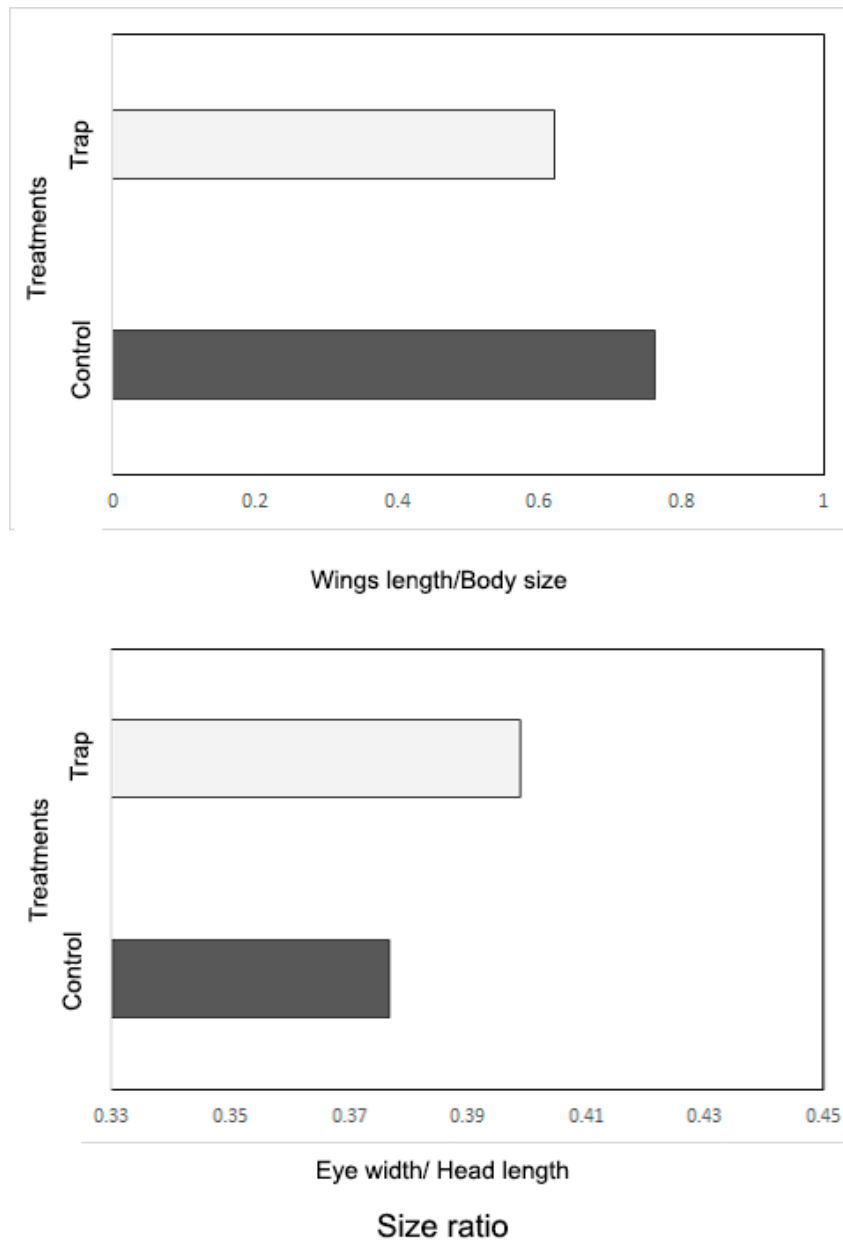 Treatments
Trap
Control
0 0.2 0.4 0.6 0.8 1
Wings length/Body size
Treatments
Trap
Control
0.33 0.35 0.37 0.39 0.41 0.43 0.45
Eye width/ Head length
Size ratio